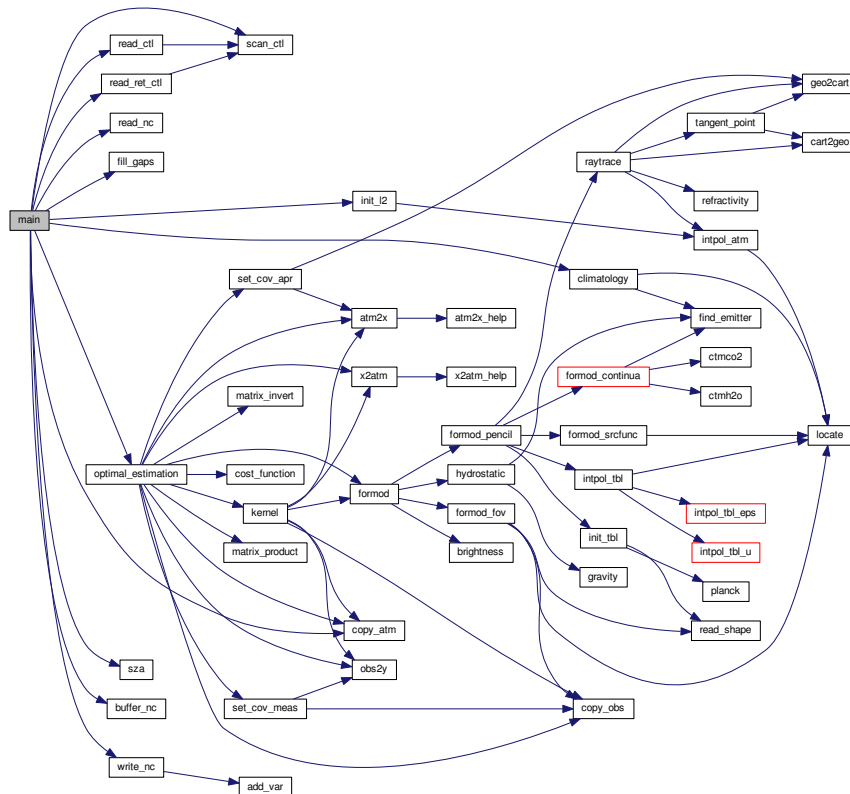 read_ctl
scan_ctl
read_ret_ctl
geo2cart
read_nc
tangent_point
cart2geo
fill_gaps
raytrace
main
init_l2
refractivity
intpol_atm
set_cov_apr
climatology
atm2x
atm2x_help
find_emitter
ctmco2
x2atm
x2atm_help
formod_continua
ctmh2o
matrix_invert
formod_pencil
formod_srcfunc
locate
optimal_estimation
cost_function
hydrostatic
intpol_tbl
formod
kernel
formod_fov
intpol_tbl_eps
init_tbl
matrix_product
brightness
intpol_tbl_u
gravity
planck
copy_atm
read_shape
sza
obs2y
buffer_nc
set_cov_meas
copy_obs
write_nc
add_var